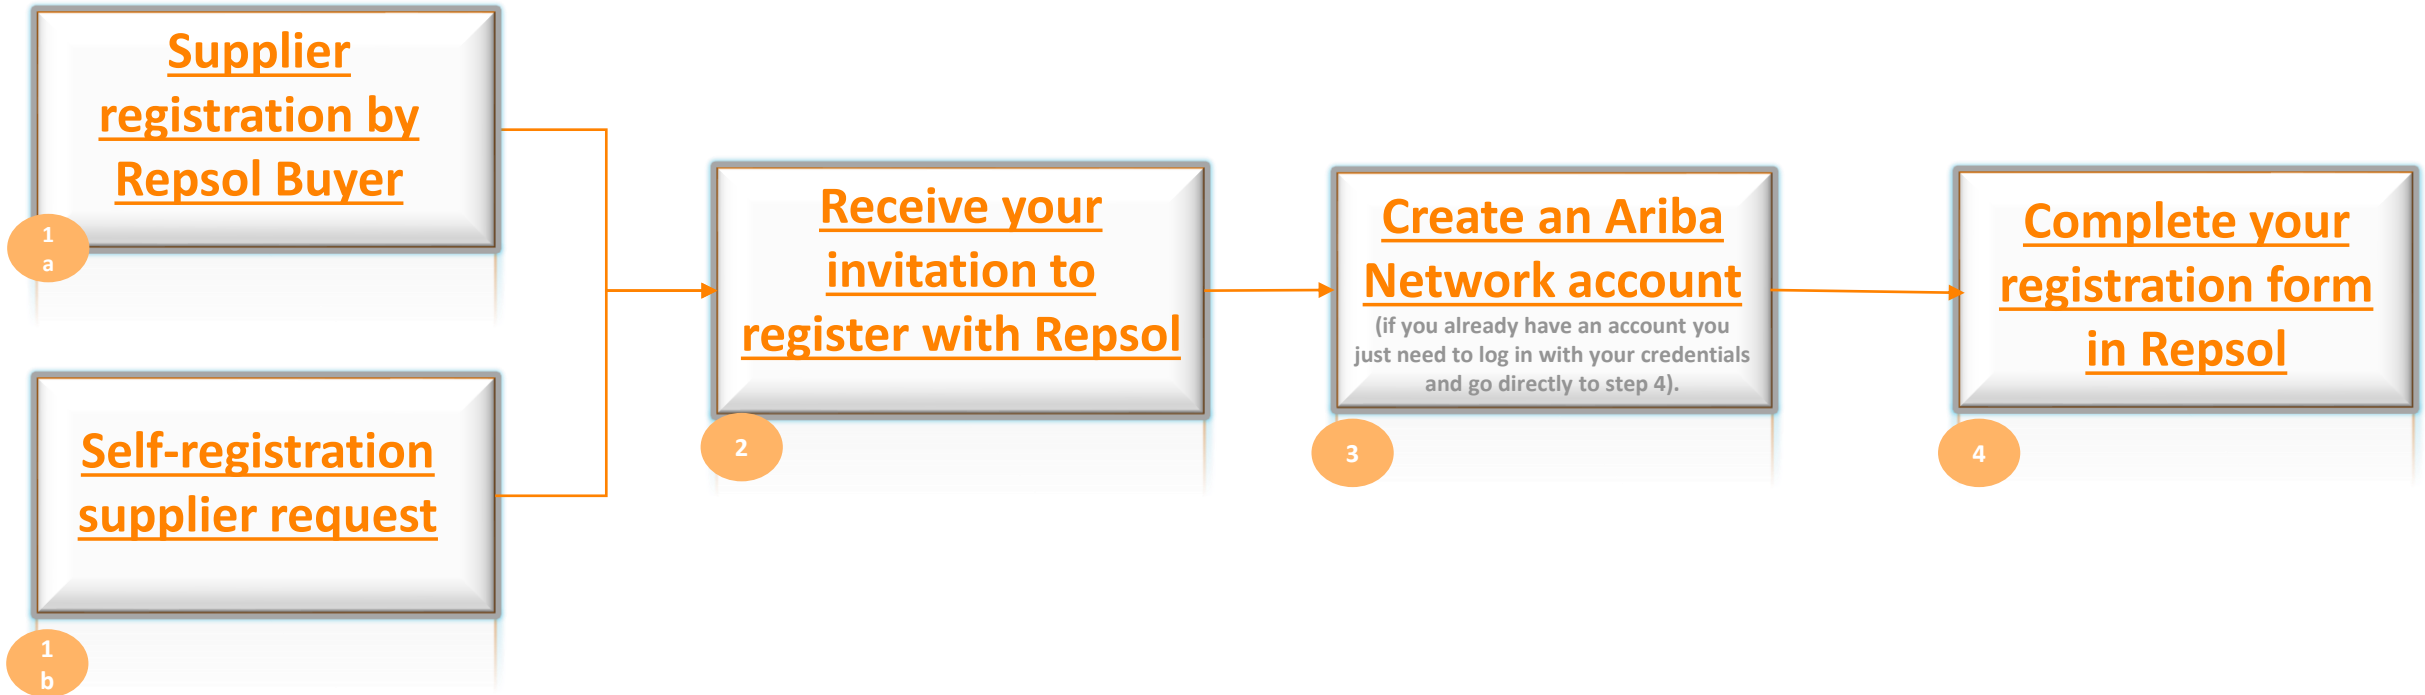 Supplier
registration by
Repsol Buyer
1
a
Self-registration
supplier request
1
b
Receive your
invitation to
register with Repsol
2
Create an Ariba
Network account
(if you already have an account you
just need to log in with your credentials
and go directly to step 4).
3
Complete your
registration form
in Repsol
4